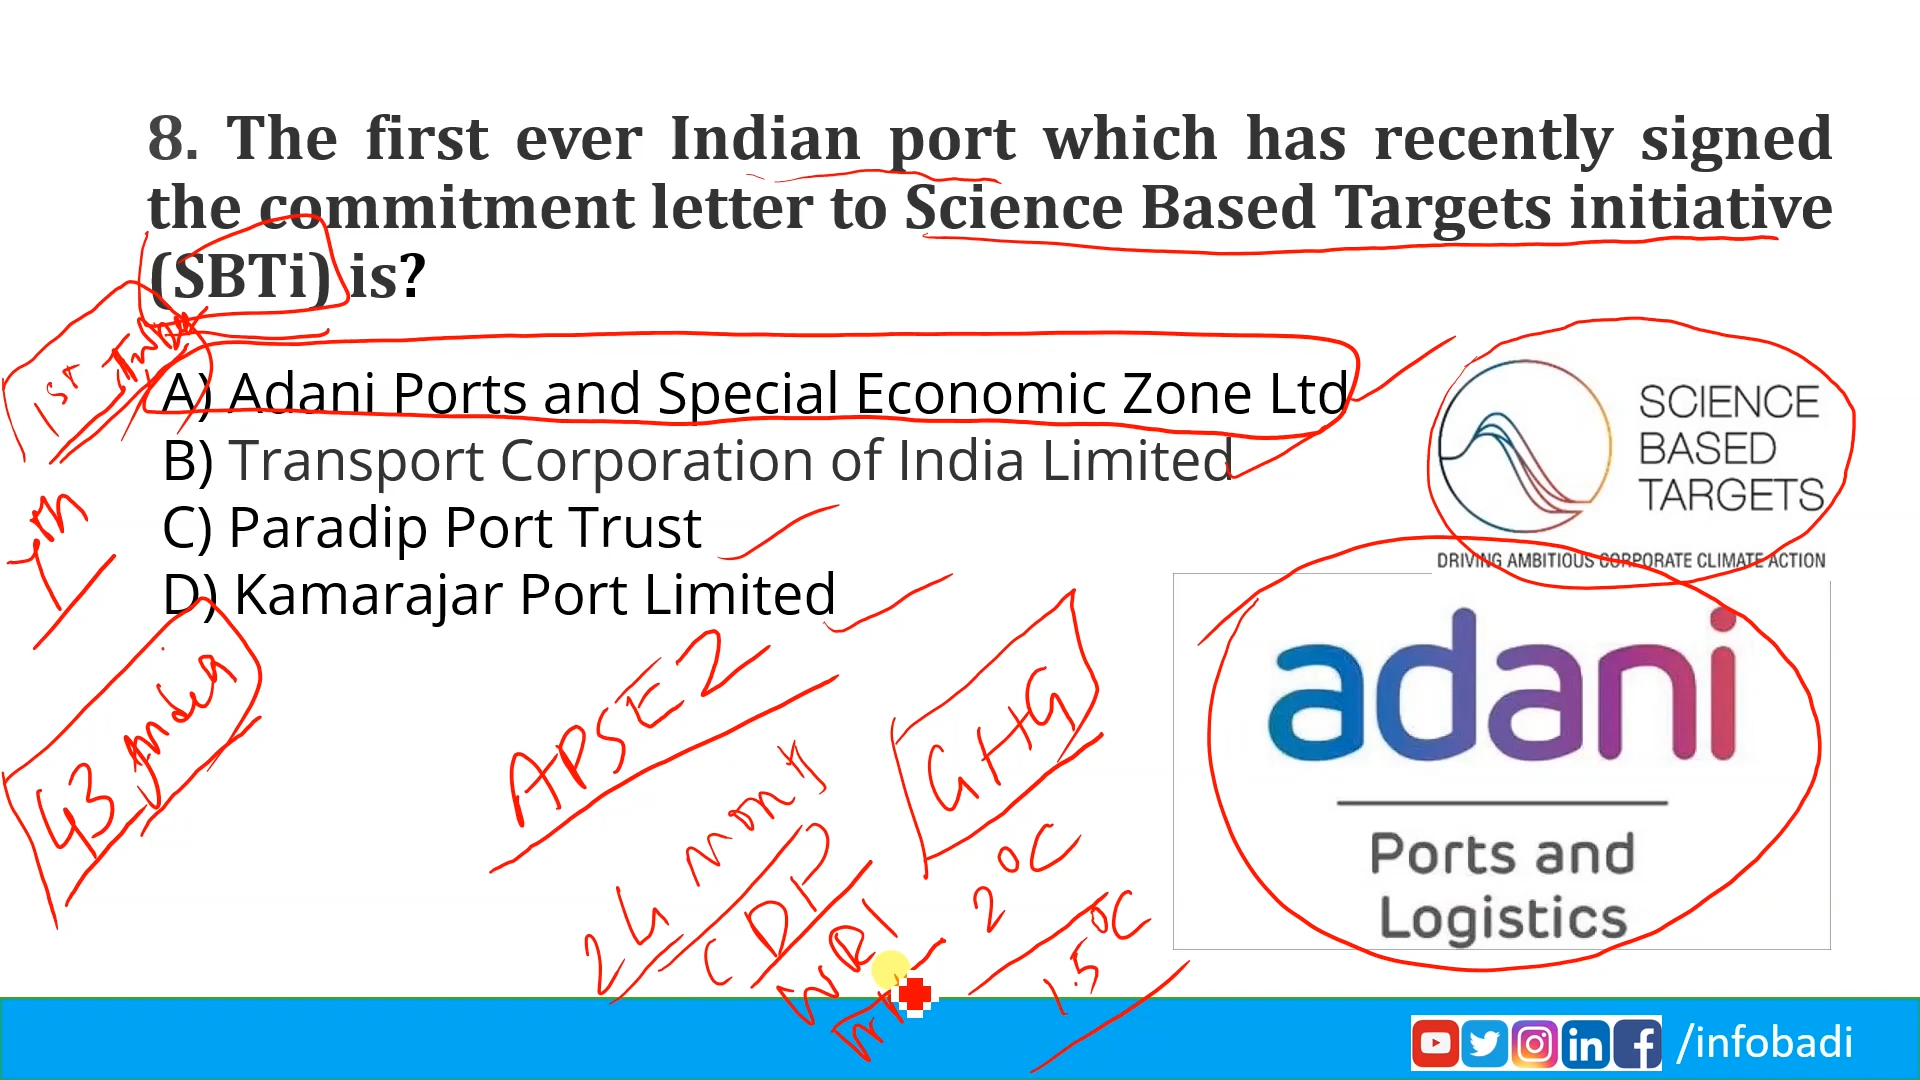 8. The first ever Indian port which has recently signed
the commitment letter to Science Based Targets initiative
(SBTi) is?
1st India
A) Adani Ports and Special Economic Zone Ltd
B) Transport Corporation of India Limited
C) Paradip Port Trust
D) Kamarajar Port Limited
SCIENCE
BASED
TARGETS
DRIVING AMBITIOUS CORPORATE CLIMATE ACTION
adani
Ports and
Logistics
7th
43 India
APSEZ
24 month
CDP
WRI
GHG
2°C
1.5°C
/infobadi